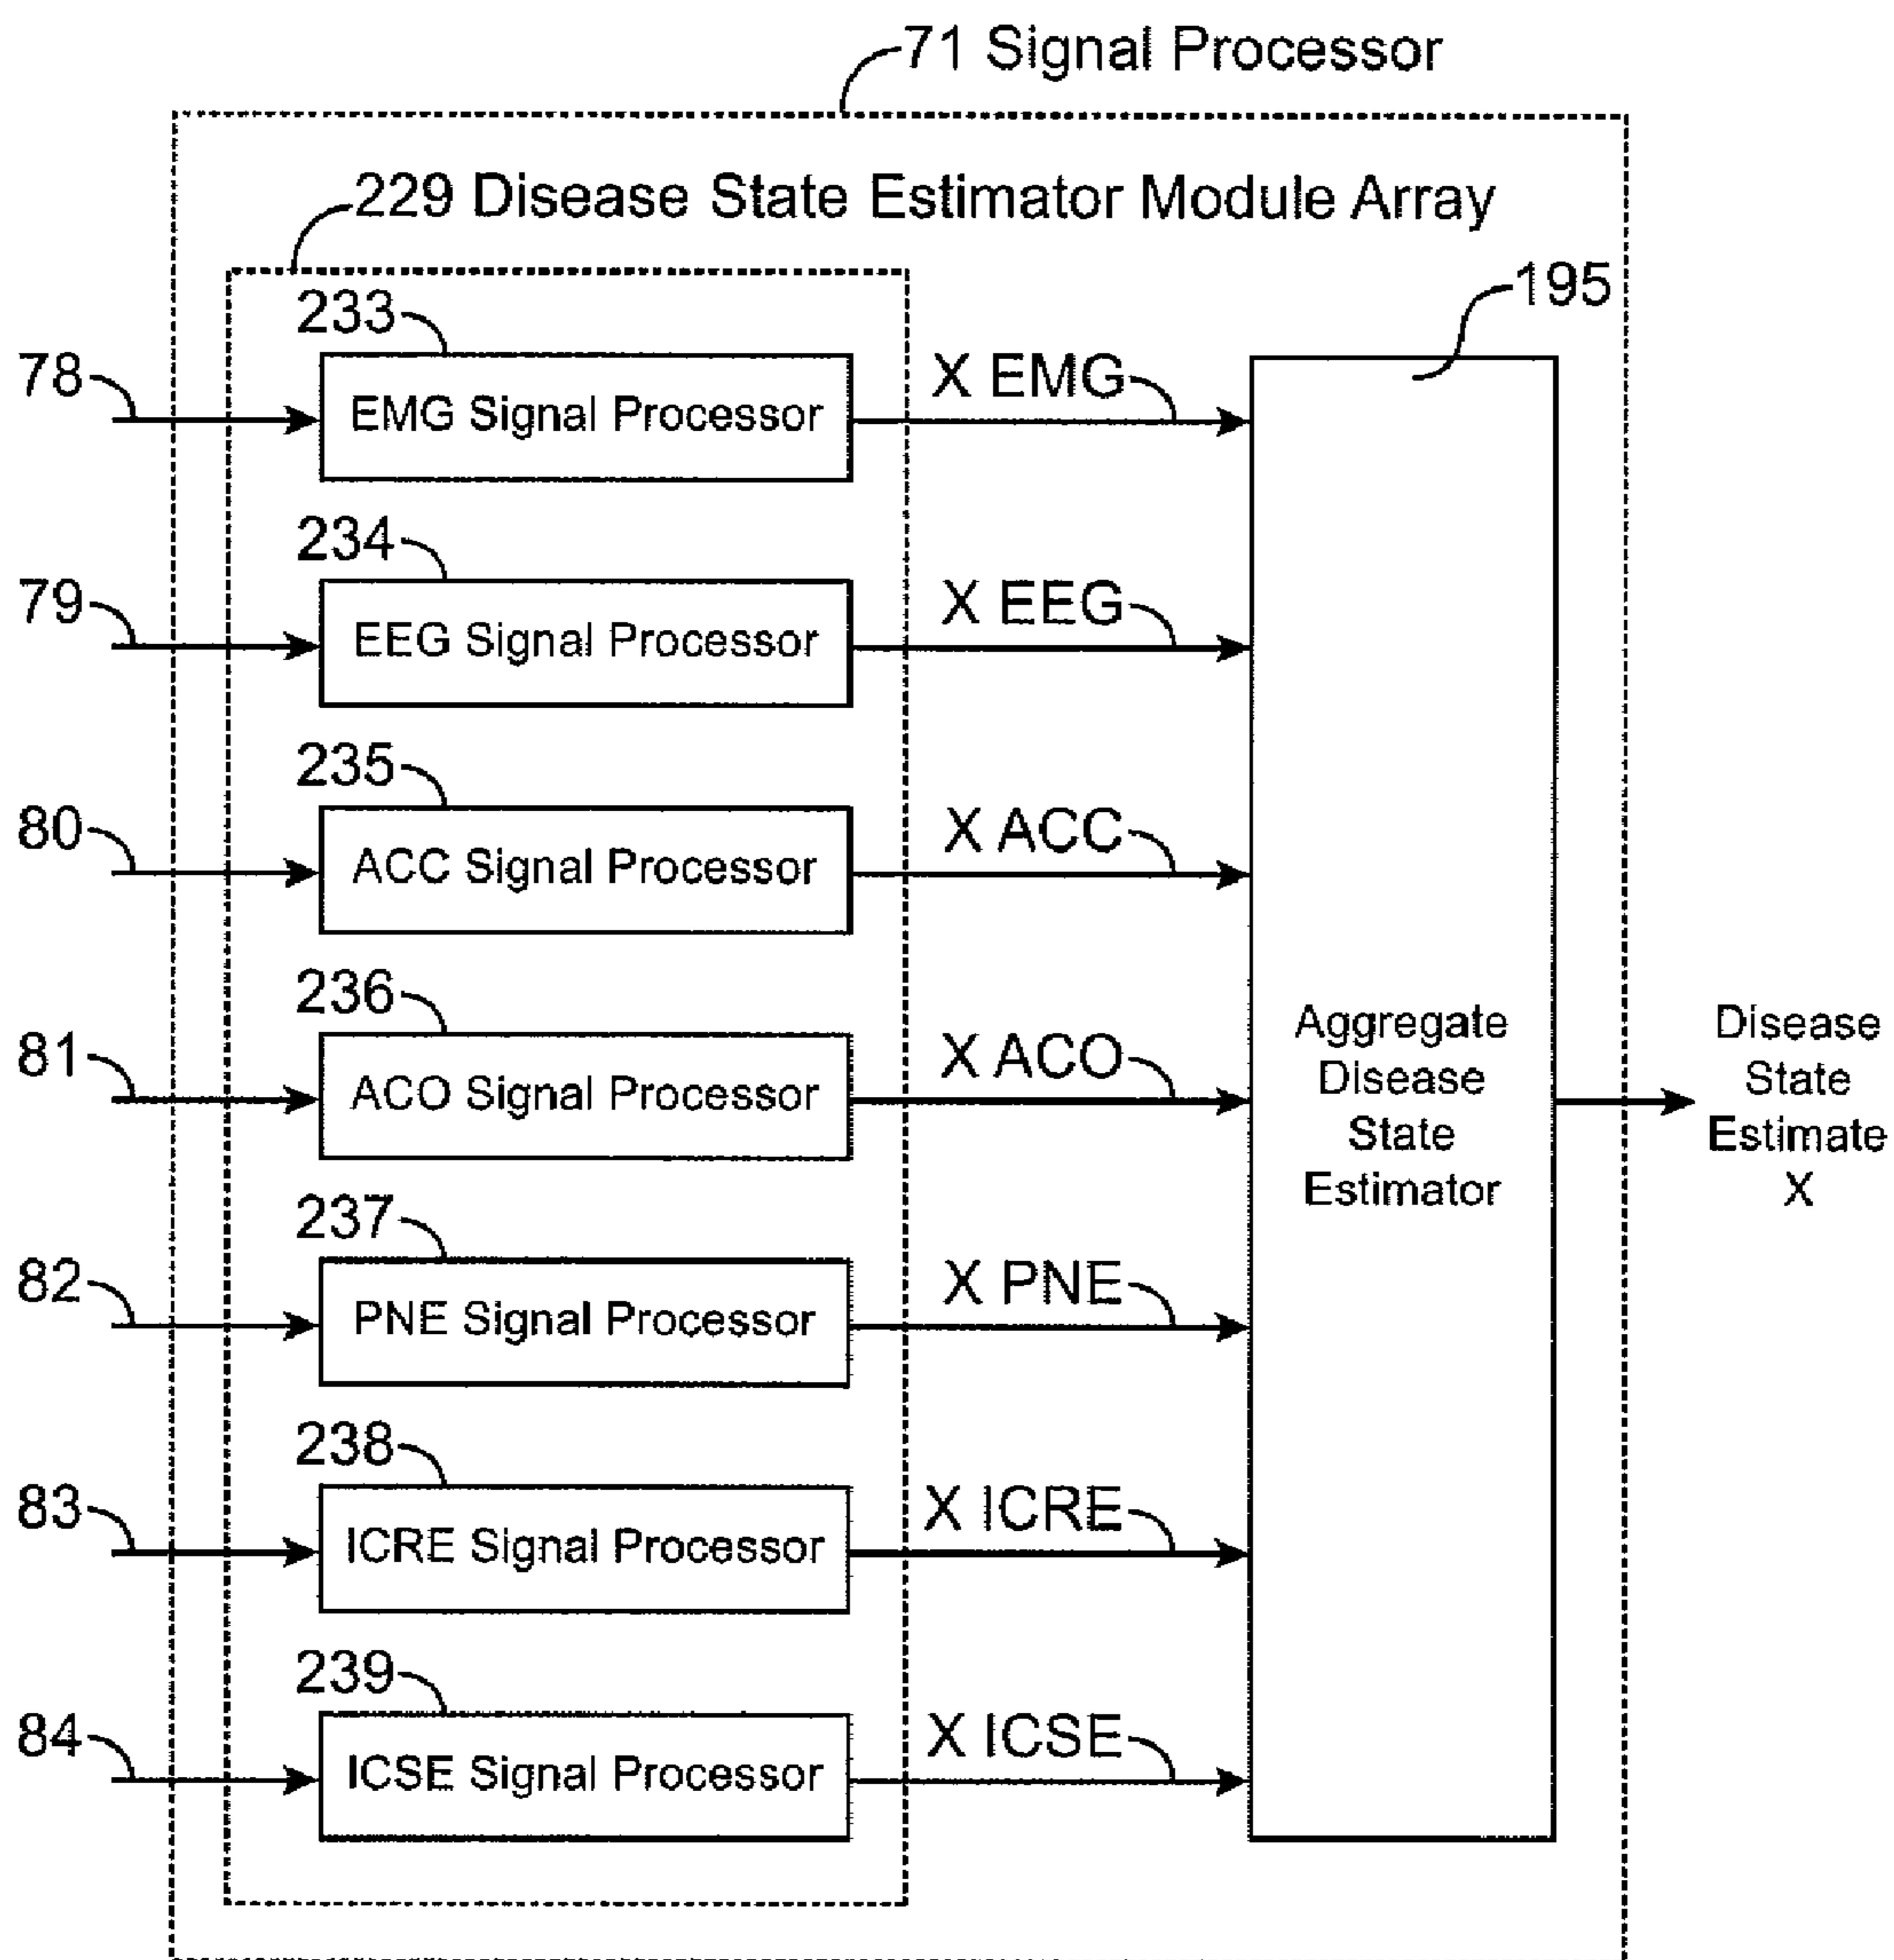 71 Signal Processor
229 Disease State Estimator Module Array
195
233
78
EMG Signal Processor
X EMG
234
79
EEG Signal Processor
X EEG
235
80
ACC Signal Processor
X ACC
236
81
ACO Signal Processor
X ACO
Aggregate
Disease
State
Estimator
Disease
State
Estimate
X
237
82
PNE Signal Processor
X PNE
238
83
ICRE Signal Processor
X ICRE
239
84
ICSE Signal Processor
X ICSE